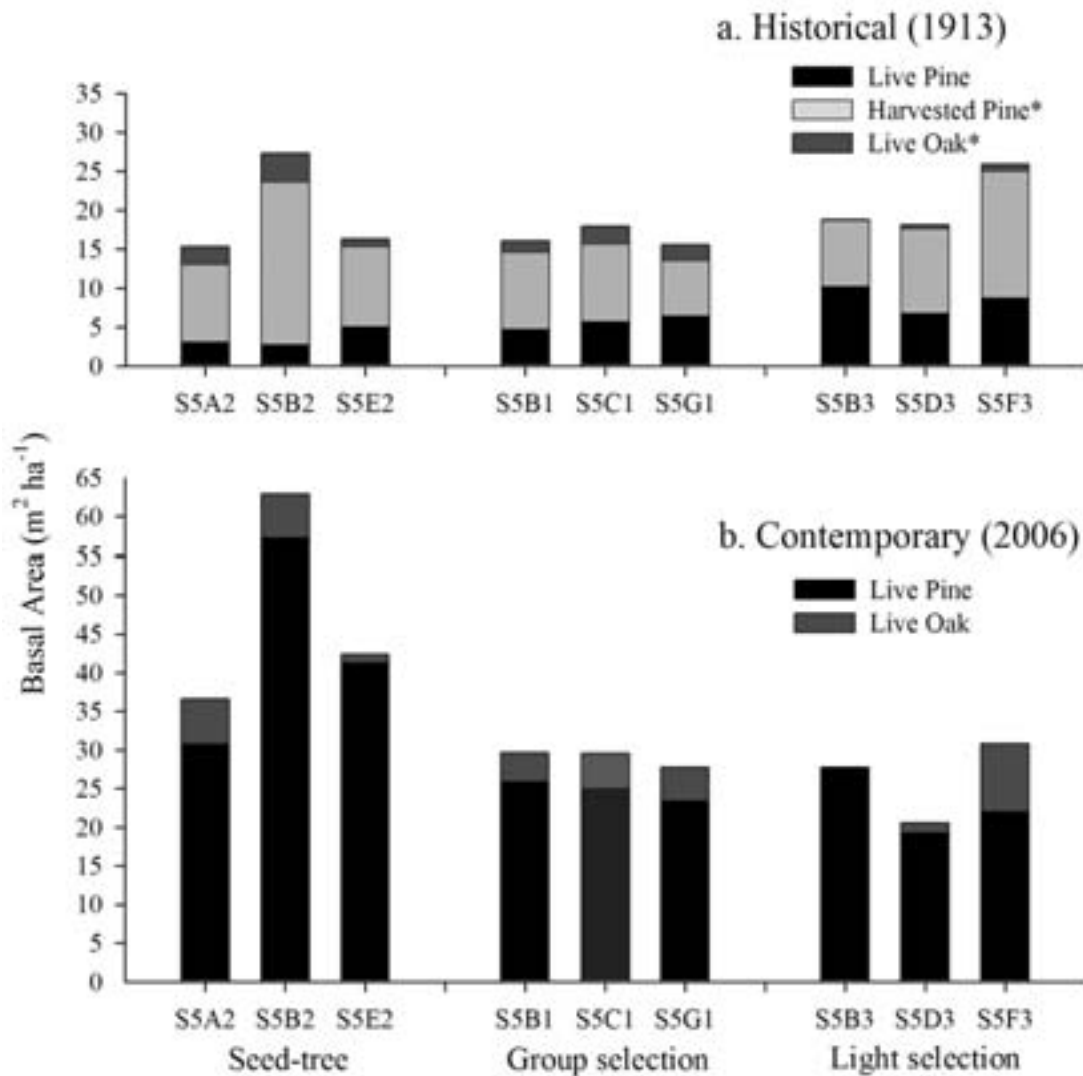 a. Historical (1913)
Live Pine
Harvested Pine*
Live Oak*
35
30
25
20
15
10
5
0
S5A2 S5B2 S5E2 S5B1 S5C1 S5G1 S5B3 S5D3 S5F3
Basal Area (m² ha⁻¹)
b. Contemporary (2006)
Live Pine
Live Oak
65
60
55
50
45
40
35
30
25
20
15
10
5
0
S5A2 S5B2 S5E2 S5B1 S5C1 S5G1 S5B3 S5D3 S5F3
Seed-tree Group selection Light selection